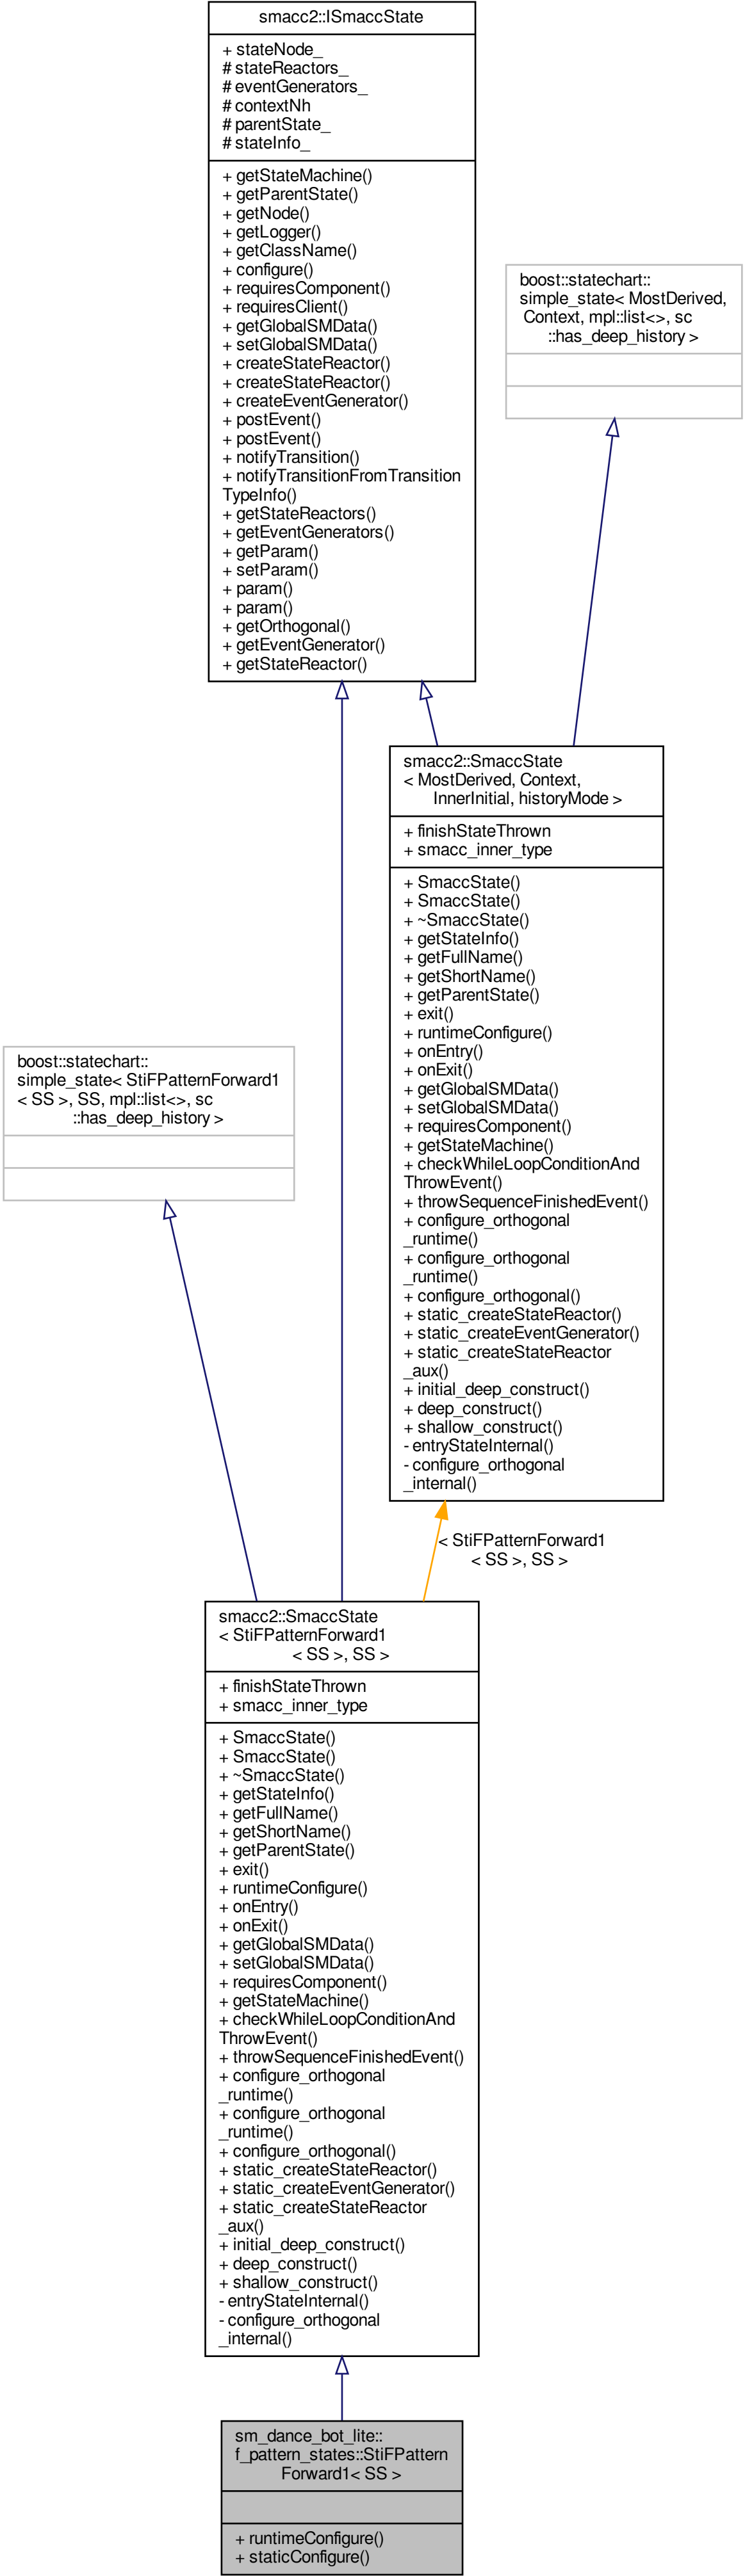 smacc2::ISmaccState
+ stateNode_
# stateReactors_
# eventGenerators_
# contextNh
# parentState_
# stateInfo_
+ getStateMachine()
+ getParentState()
+ getNode()
+ getLogger()
+ getClassName()
+ configure()
+ requiresComponent()
+ requiresClient()
+ getGlobalSMData()
+ setGlobalSMData()
+ createStateReactor()
+ createStateReactor()
+ createEventGenerator()
+ postEvent()
+ postEvent()
+ notifyTransition()
+ notifyTransitionFromTransition
TypeInfo()
+ getStateReactors()
+ getEventGenerators()
+ getParam()
+ setParam()
+ param()
+ param()
+ getOrthogonal()
+ getEventGenerator()
+ getStateReactor()
boost::statechart::
simple_state< MostDerived,
Context, mpl::list<>, sc
::has_deep_history >
smacc2::SmaccState
< MostDerived, Context,
InnerInitial, historyMode >
+ finishStateThrown
+ smacc_inner_type
+ SmaccState()
+ SmaccState()
+ ~SmaccState()
+ getStateInfo()
+ getFullName()
+ getShortName()
+ getParentState()
+ exit()
+ runtimeConfigure()
+ onEntry()
+ onExit()
+ getGlobalSMData()
+ setGlobalSMData()
+ requiresComponent()
+ getStateMachine()
+ checkWhileLoopConditionAnd
ThrowEvent()
+ throwSequenceFinishedEvent()
+ configure_orthogonal
_runtime()
+ configure_orthogonal
_runtime()
+ configure_orthogonal()
+ static_createStateReactor()
+ static_createEventGenerator()
+ static_createStateReactor
_aux()
+ initial_deep_construct()
+ deep_construct()
+ shallow_construct()
- entryStateInternal()
- configure_orthogonal
_internal()
boost::statechart::
simple_state< StiFPatternForward1
< SS >, SS, mpl::list<>, sc
::has_deep_history >
< StiFPatternForward1
< SS >, SS >
smacc2::SmaccState
< StiFPatternForward1
< SS >, SS >
+ finishStateThrown
+ smacc_inner_type
+ SmaccState()
+ SmaccState()
+ ~SmaccState()
+ getStateInfo()
+ getFullName()
+ getShortName()
+ getParentState()
+ exit()
+ runtimeConfigure()
+ onEntry()
+ onExit()
+ getGlobalSMData()
+ setGlobalSMData()
+ requiresComponent()
+ getStateMachine()
+ checkWhileLoopConditionAnd
ThrowEvent()
+ throwSequenceFinishedEvent()
+ configure_orthogonal
_runtime()
+ configure_orthogonal
_runtime()
+ configure_orthogonal()
+ static_createStateReactor()
+ static_createEventGenerator()
+ static_createStateReactor
_aux()
+ initial_deep_construct()
+ deep_construct()
+ shallow_construct()
- entryStateInternal()
- configure_orthogonal
_internal()
sm_dance_bot_lite::
f_pattern_states::StiFPattern
Forward1< SS >
+ runtimeConfigure()
+ staticConfigure()